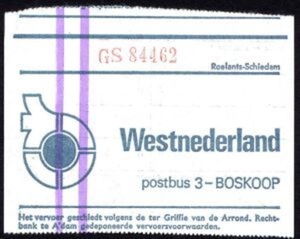 GS 84462
Roelants-Schiedam
Westnederland
postbus 3-BOSKOOP
Het vervoer geschiedt volgens de ter Griffie van de Arrond. Recht-
bank te A'dam gedeponeerde vervoersvoorwaarden.